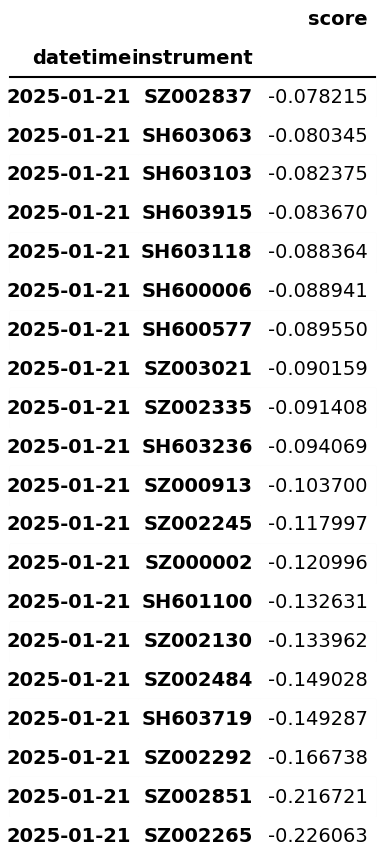 score
datetime instrument
2025-01-21 SZ002837 -0.078215
2025-01-21 SH603063 -0.080345
2025-01-21 SH603103 -0.082375
2025-01-21 SH603915 -0.083670
2025-01-21 SH603118 -0.088364
2025-01-21 SH600006 -0.088941
2025-01-21 SH600577 -0.089550
2025-01-21 SZ003021 -0.090159
2025-01-21 SZ002335 -0.091408
2025-01-21 SH603236 -0.094069
2025-01-21 SZ000913 -0.103700
2025-01-21 SZ002245 -0.117997
2025-01-21 SZ000002 -0.120996
2025-01-21 SH601100 -0.132631
2025-01-21 SZ002130 -0.133962
2025-01-21 SZ002484 -0.149028
2025-01-21 SH603719 -0.149287
2025-01-21 SZ002292 -0.166738
2025-01-21 SZ002851 -0.216721
2025-01-21 SZ002265 -0.226063